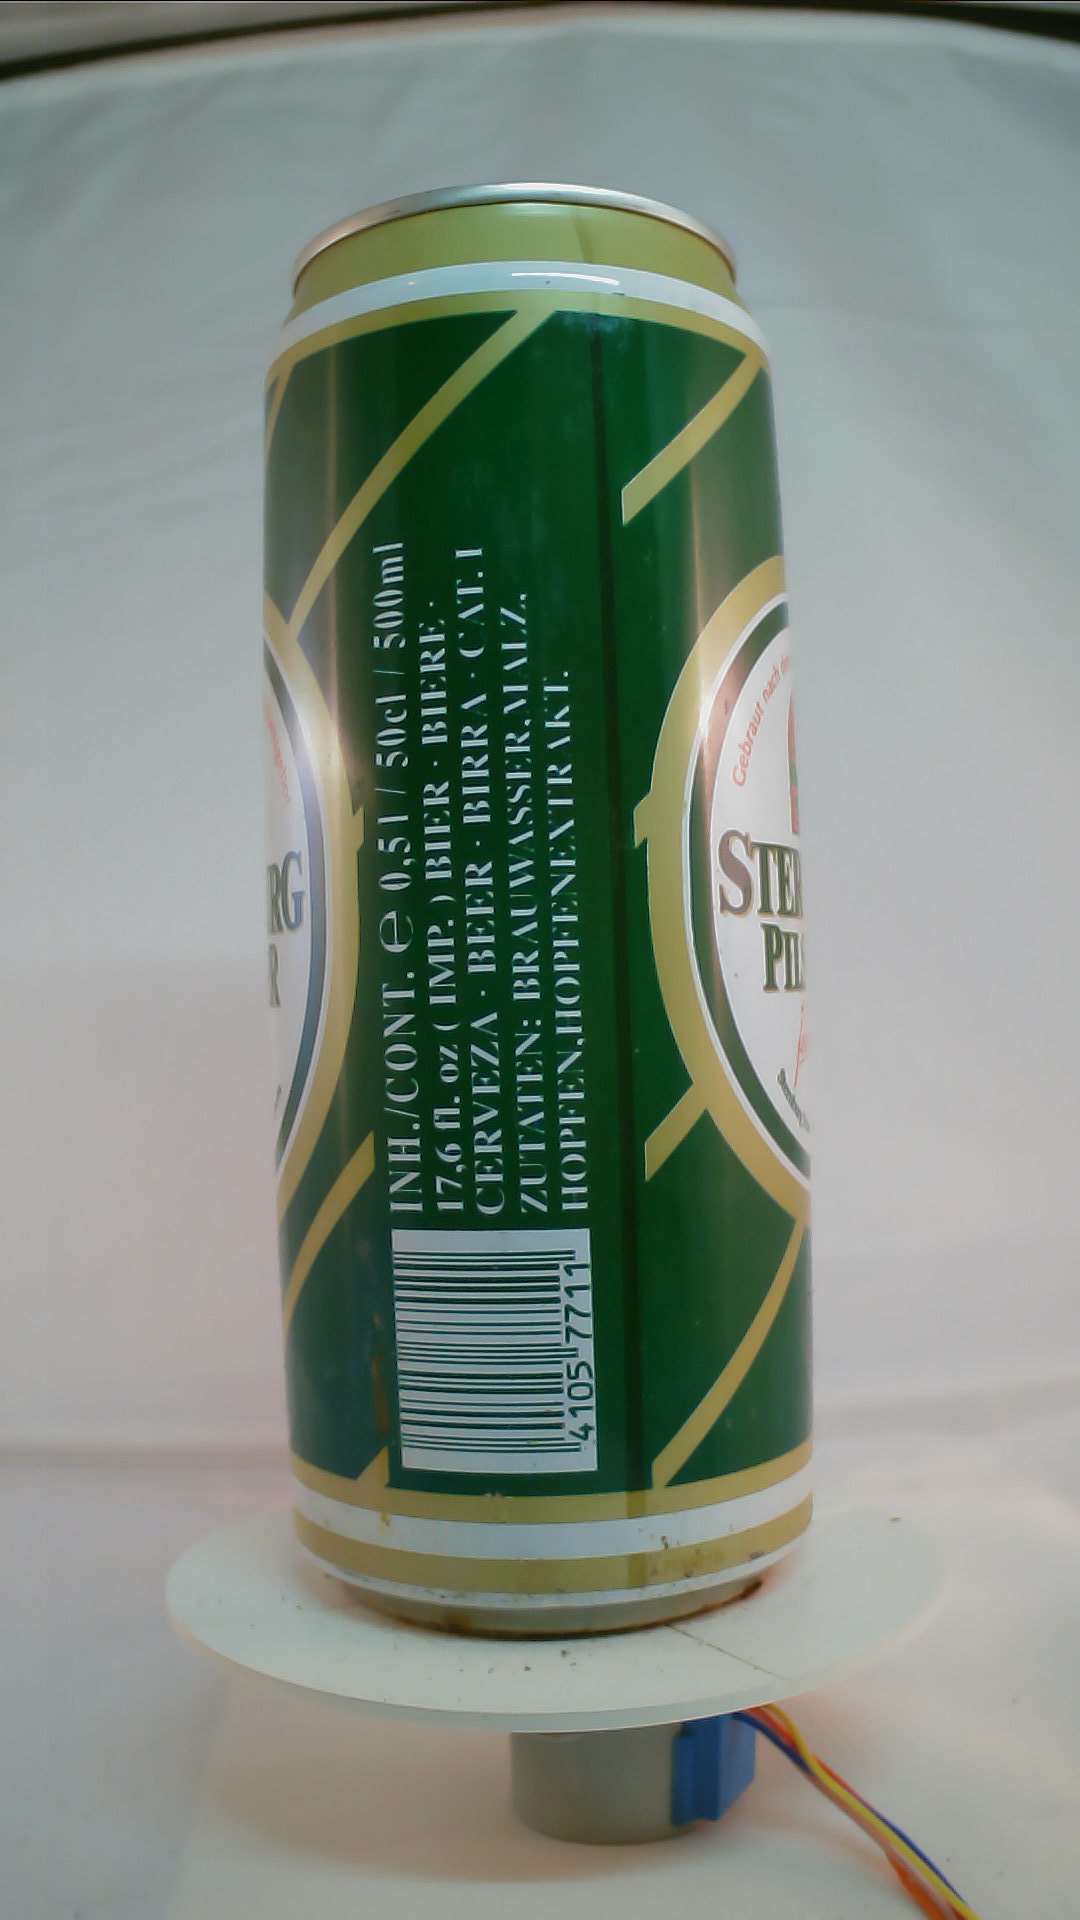 INH./CONT. e 0,5 l / 50cl / 500ml
17,6 fl. oz ( IMP. ) BIER · BIERE ·
CERVEZA · BEER · BIRRA · CAT. I
ZUTATEN: BRAUWASSER,MALZ,
HOPFEN,HOPFENEXTRAKT.
4105 7711
RG
R
Gebraut nach
STER
PILS